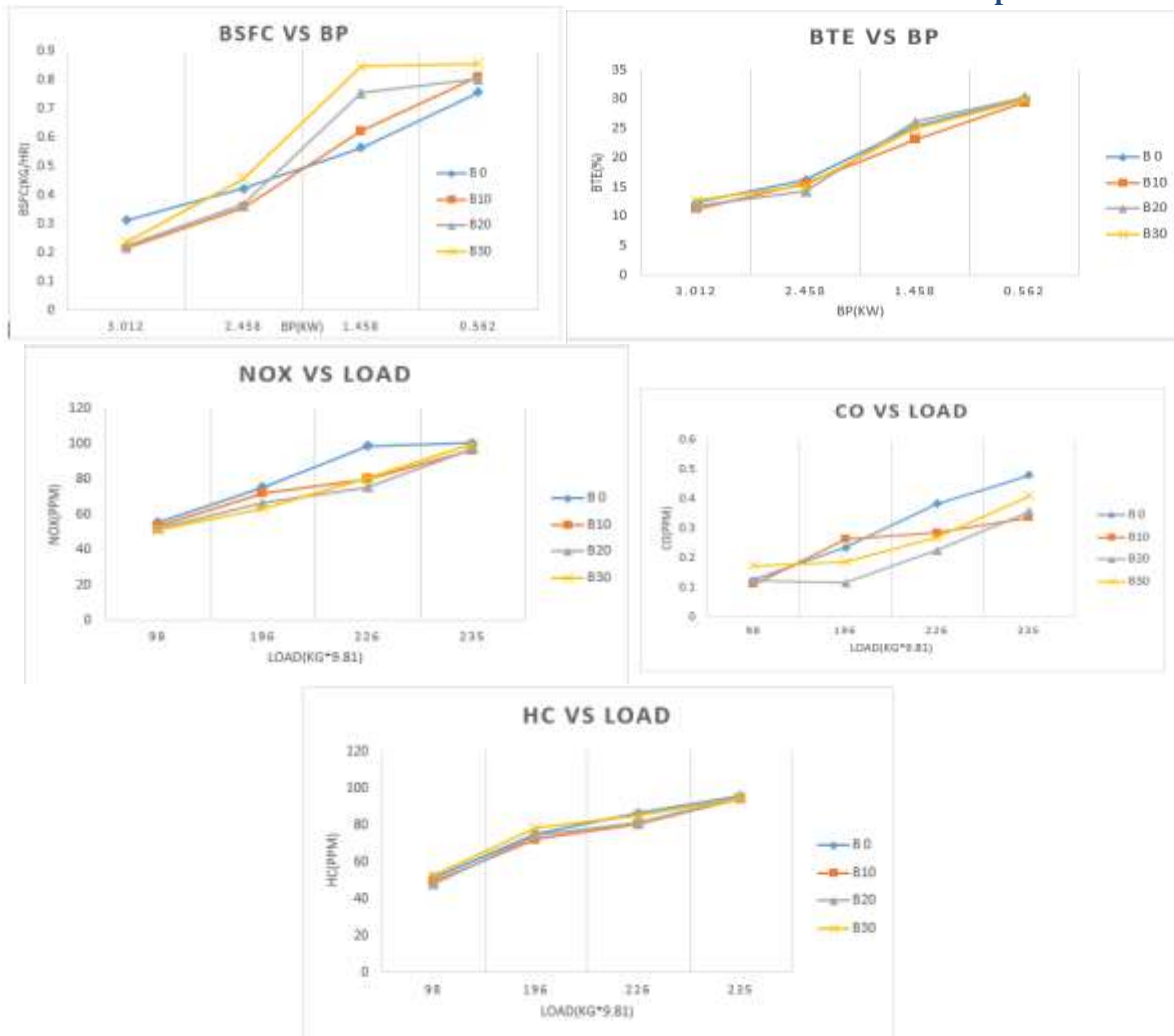 BSFC VS BP
0.9
0.8
0.7
0.6
0.5
0.4
0.3
0.2
0.1
0
BSFC(KG/HR)
3.012
2.458
BP(KW)
1.458
0.562
B 0
B10
B20
B30
BTE VS BP
35
30
25
20
15
10
5
0
BTE(%)
3.012
2.458
1.458
0.562
BP(KW)
B 0
B10
B20
B30
NOX VS LOAD
120
100
80
60
40
20
0
NOX(PPM)
98
196
226
235
LOAD(KG*9.81)
B 0
B10
B20
B30
CO VS LOAD
0.6
0.5
0.4
0.3
0.2
0.1
0
CO(PPM)
98
196
226
235
LOAD(KG*9.81)
B 0
B10
B20
B30
HC VS LOAD
120
100
80
60
40
20
0
HC(PPM)
98
196
226
235
LOAD(KG*9.81)
B 0
B10
B20
B30